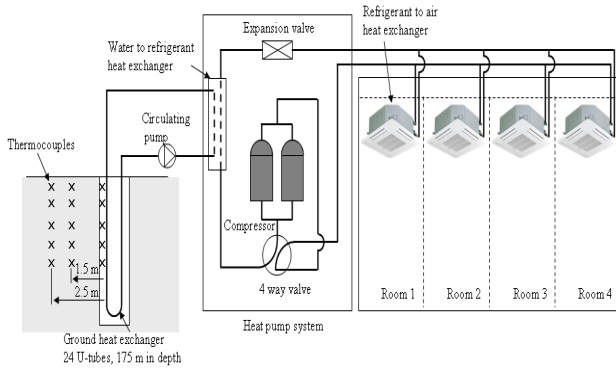 Refrigerant to air
heat exchanger
Expansion valve
Water to refrigerant
heat exchanger
Circulating
pump
Thermocouples
x x x
x x x
x x x
x x x
x x x
Compressor
1.5 m
2.5 m
4 way valve
Room 1 Room 2 Room 3 Room 4
Heat pump system
Ground heat exchanger
24 U-tubes, 175 m in depth